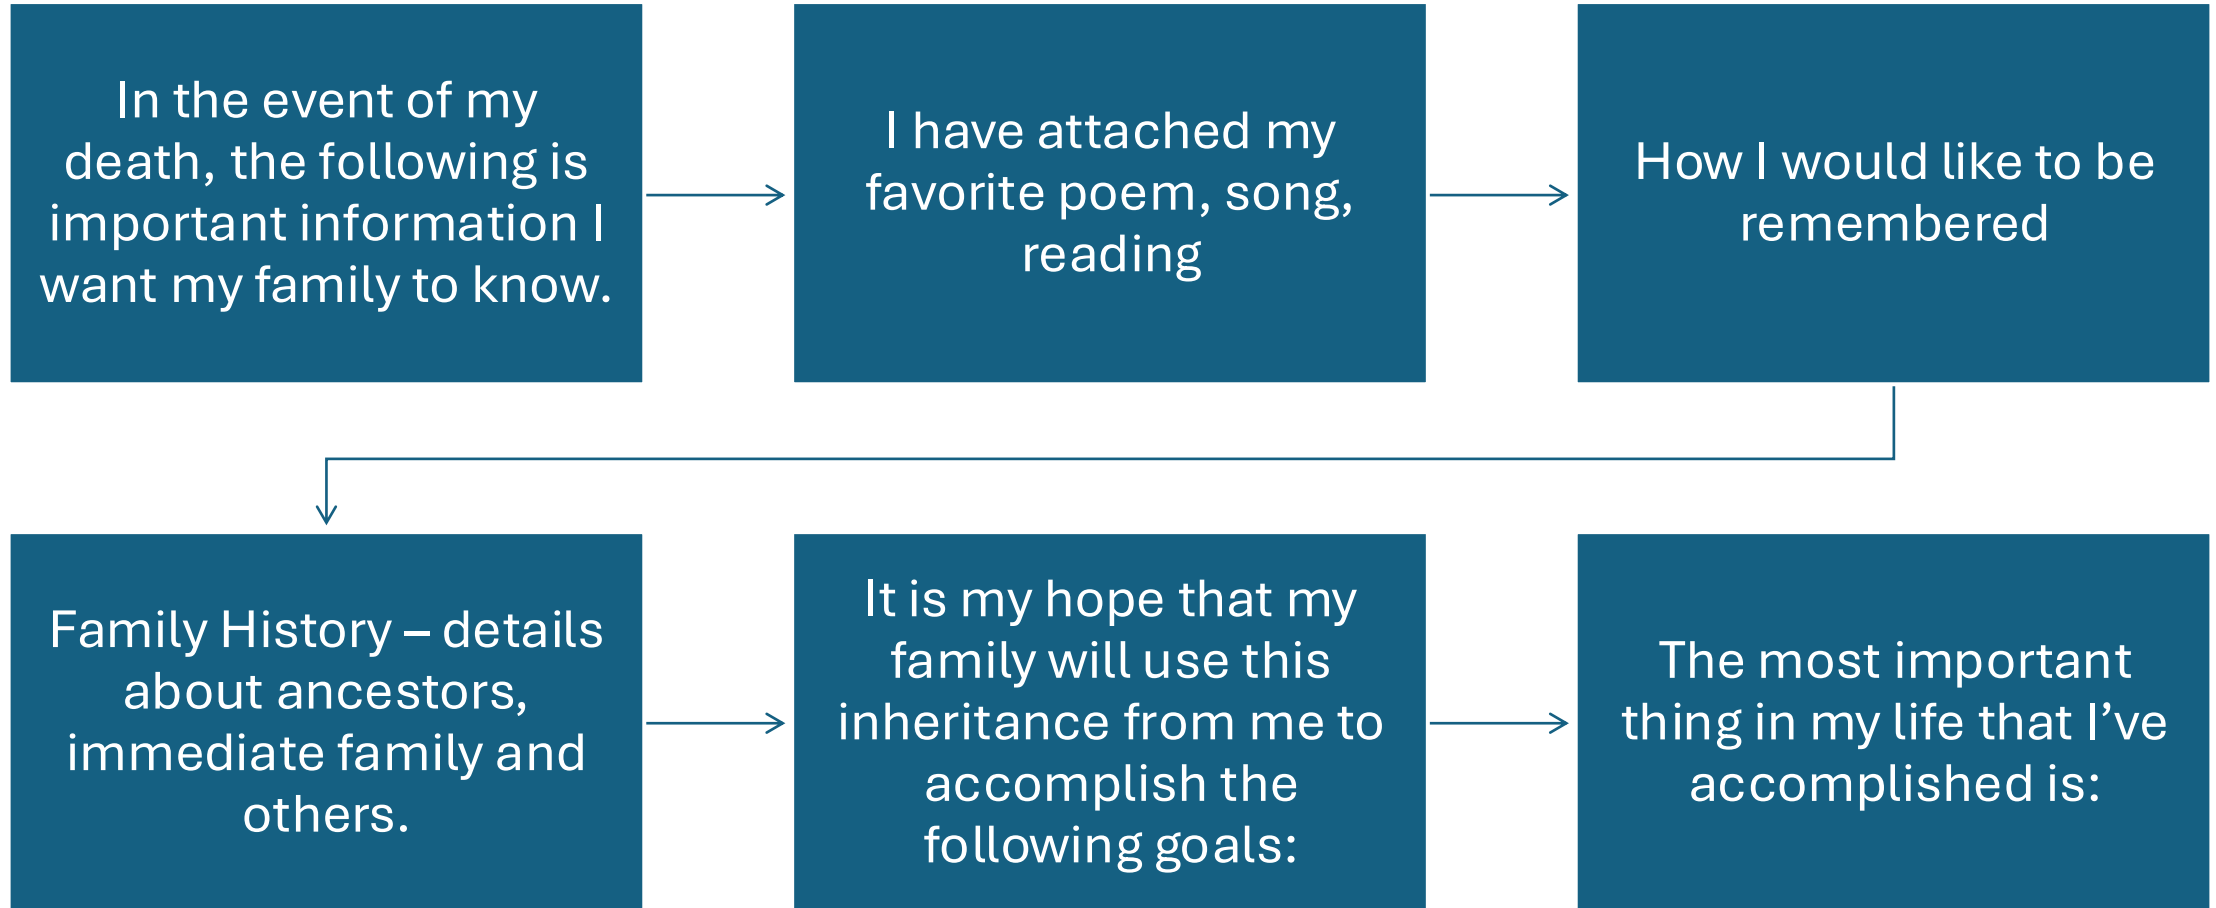 In the event of my
death, the following is
important information I
want my family to know.
I have attached my
favorite poem, song,
reading
How I would like to be
remembered
Family History – details
about ancestors,
immediate family and
others.
It is my hope that my
family will use this
inheritance from me to
accomplish the
following goals:
The most important
thing in my life that I’ve
accomplished is: